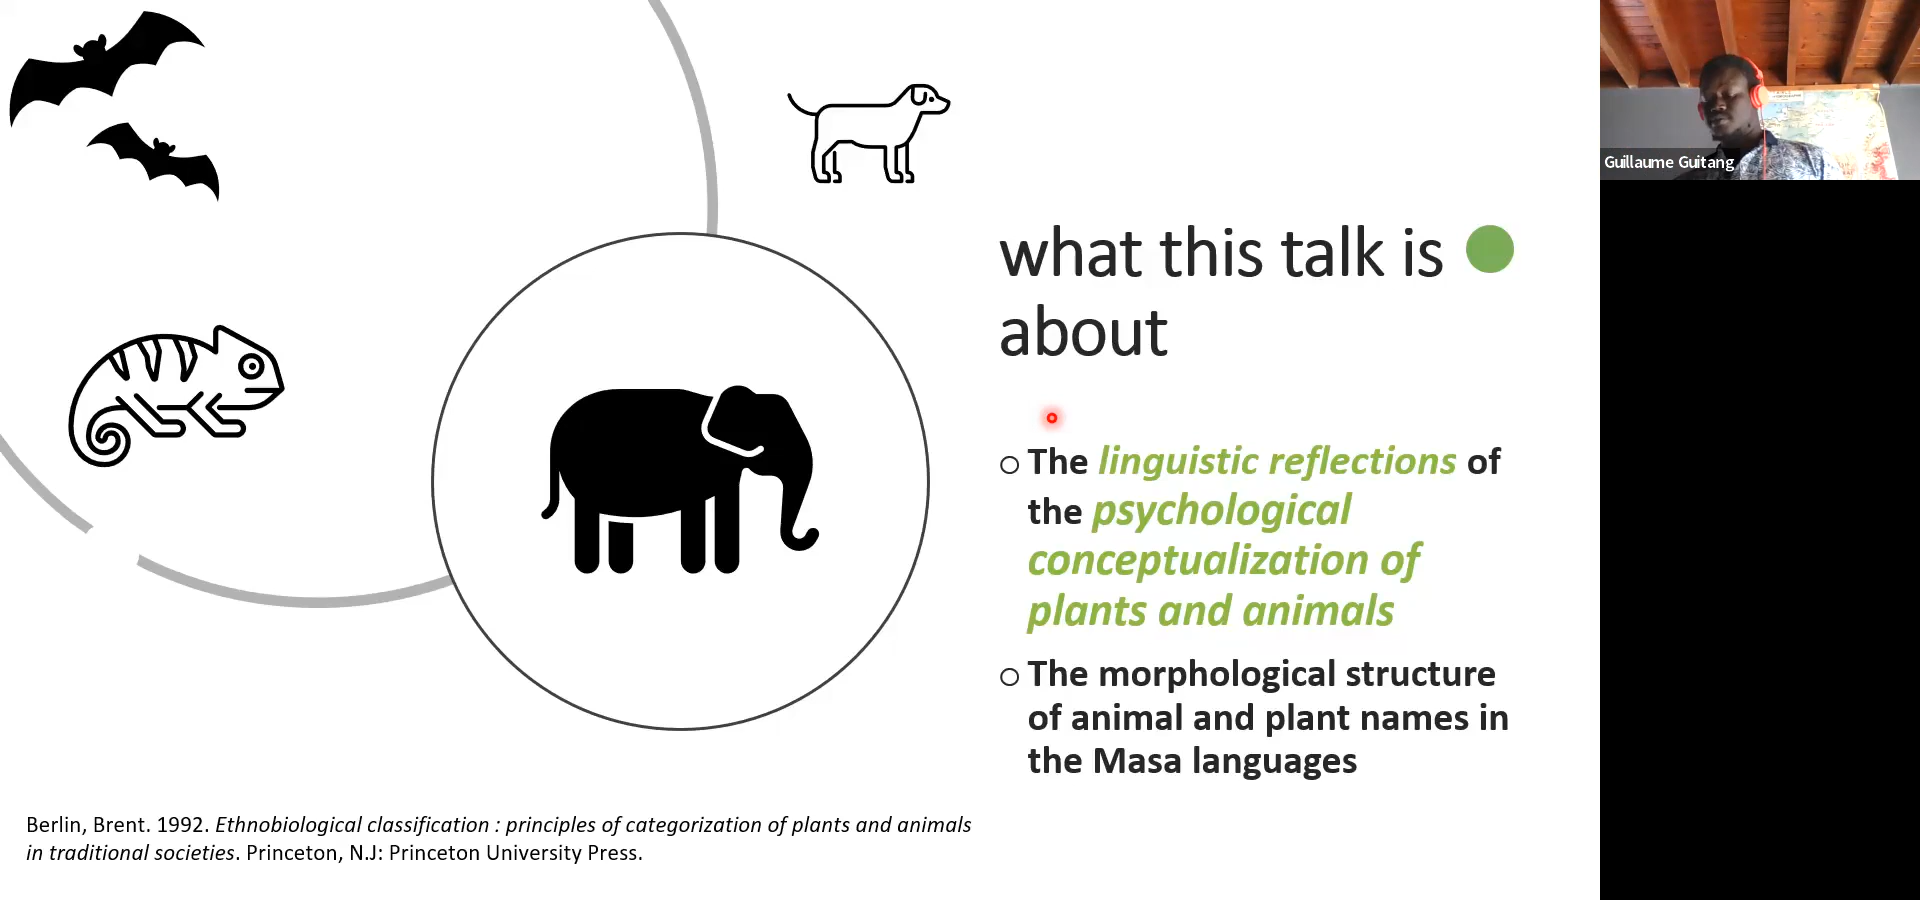 what this talk is
about
The linguistic reflections of
the psychological
conceptualization of
plants and animals
The morphological structure
of animal and plant names in
the Masa languages
Berlin, Brent. 1992. Ethnobiological classification : principles of categorization of plants and animals
in traditional societies. Princeton, N.J: Princeton University Press.
Guillaume Guitang